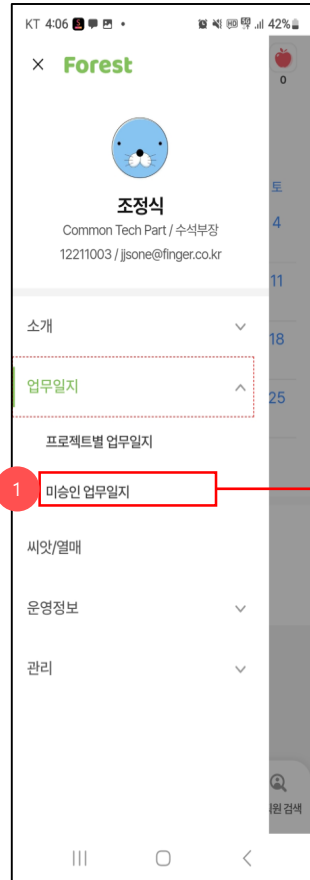 KT 4:06
42%
× Forest
0
조정식
Common Tech Part / 수석부장
12211003 / jjsone@finger.co.kr
토
4
11
소개
18
업무일지
25
프로젝트별 업무일지
1 미승인 업무일지
씨앗/열매
운영정보
관리
원 검색